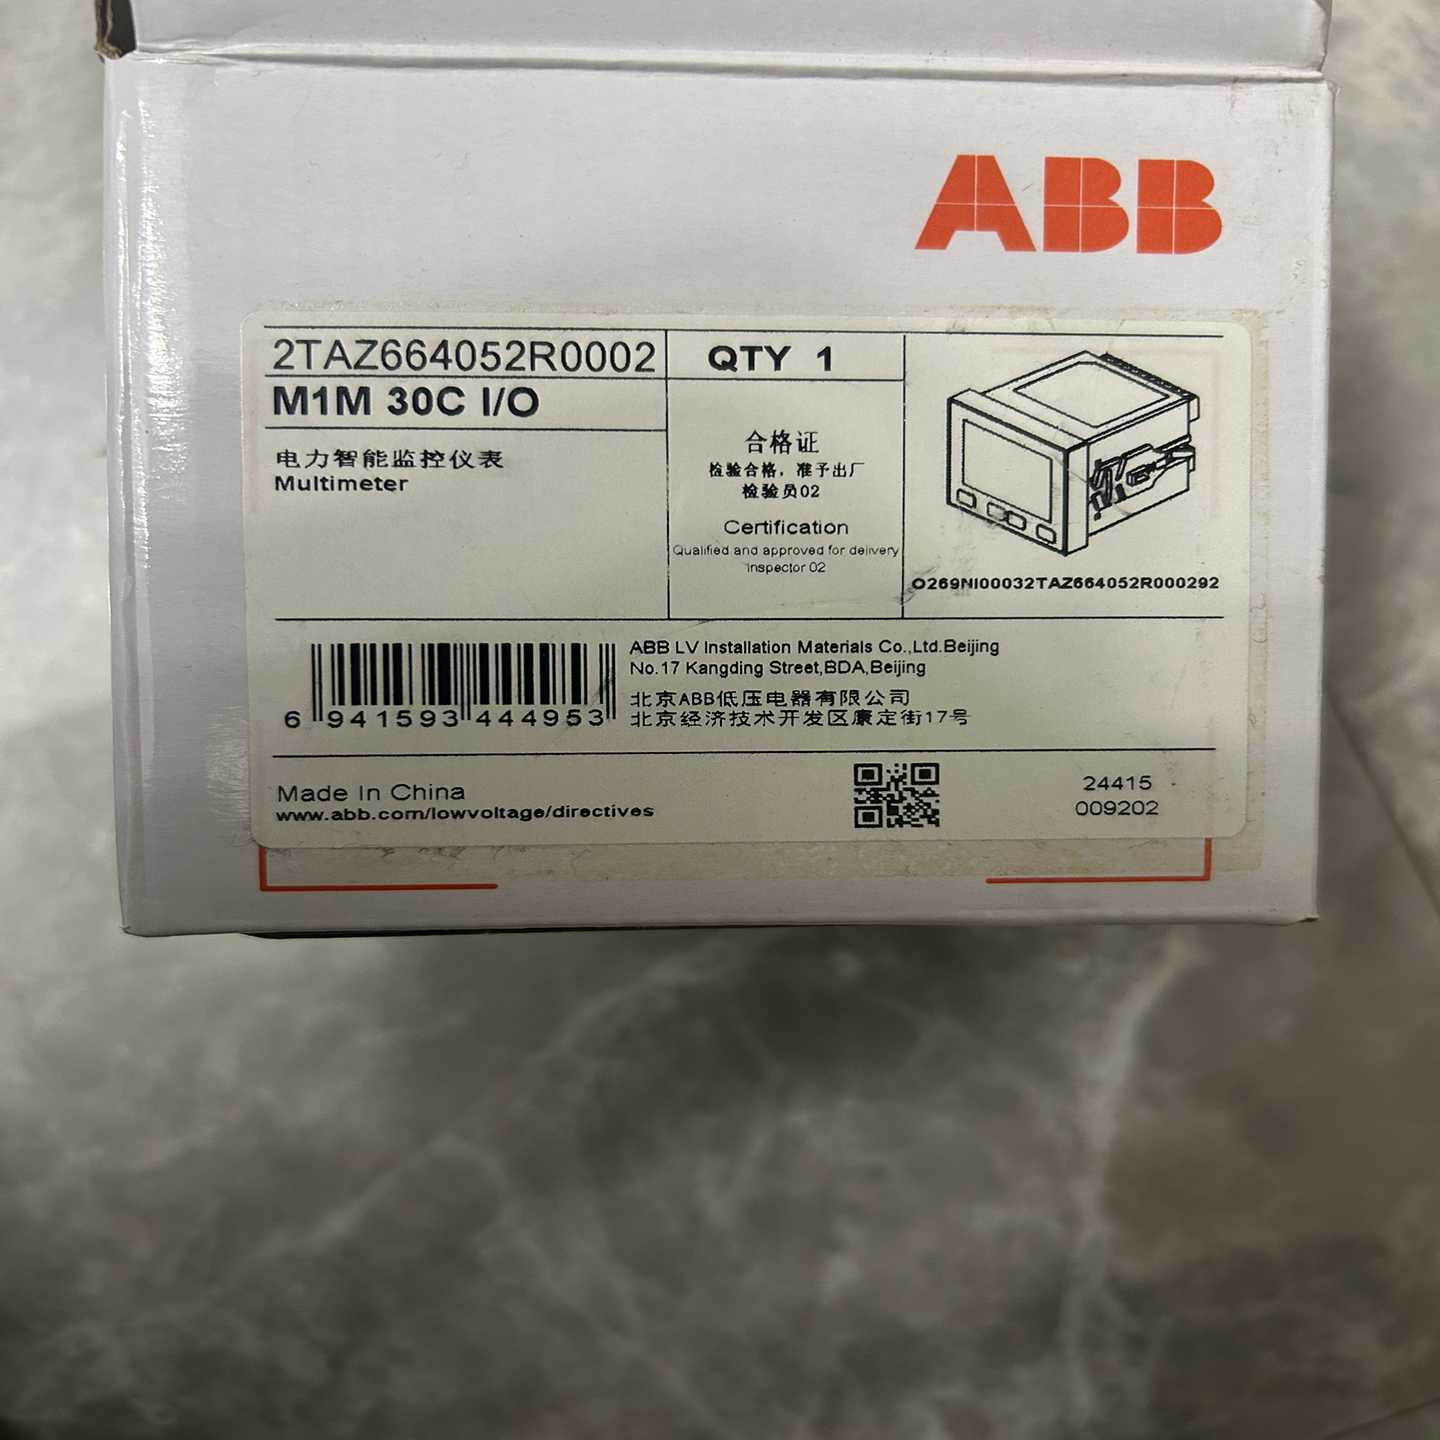 ABB
2TAZ664052R0002
QTY 1
M1M 30C I/O
电力智能监控仪表
Multimeter
合格证
检验合格，准予出厂
检验员02
Certification
Qualified and approved for delivery
inspector 02
O269NI00032TAZ664052R000292
6 941593 444953
ABB LV Installation Materials Co.,Ltd.Beijing
No.17 Kangding Street,BDA,Beijing
北京ABB低压电器有限公司
北京经济技术开发区康定街17号
Made In China
www.abb.com/lowvoltage/directives
24415
009202